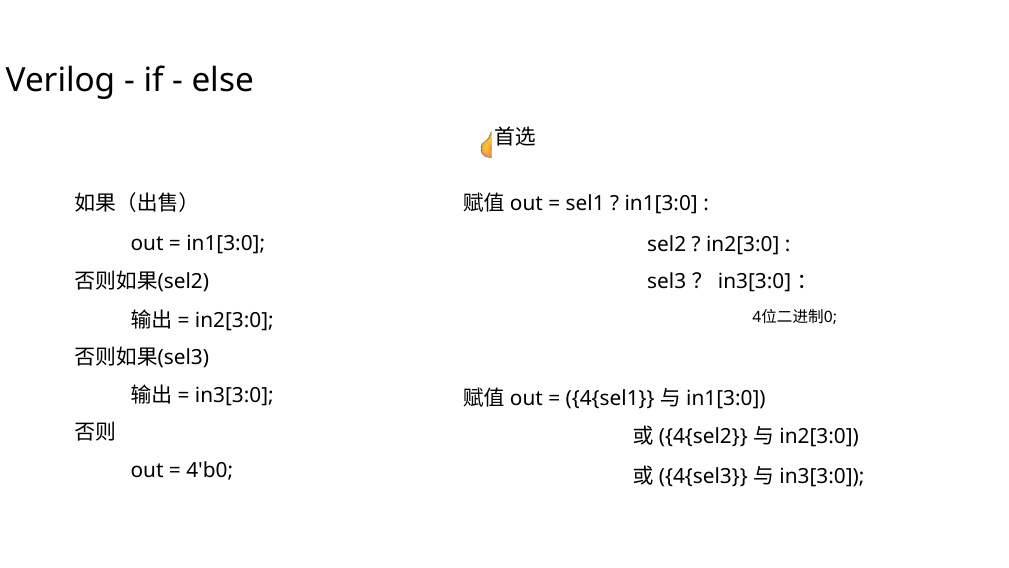 Verilog - if - else
首选
如果（出售）
out = in1[3:0];
否则如果(sel2)
输出 = in2[3:0];
否则如果(sel3)
输出 = in3[3:0];
否则
out = 4'b0;
赋值 out = sel1 ? in1[3:0] :
sel2 ? in2[3:0] :
sel3？ in3[3:0]：
4位二进制0;
赋值 out = ({4{sel1}} 与 in1[3:0])
或 ({4{sel2}} 与 in2[3:0])
或 ({4{sel3}} 与 in3[3:0]);